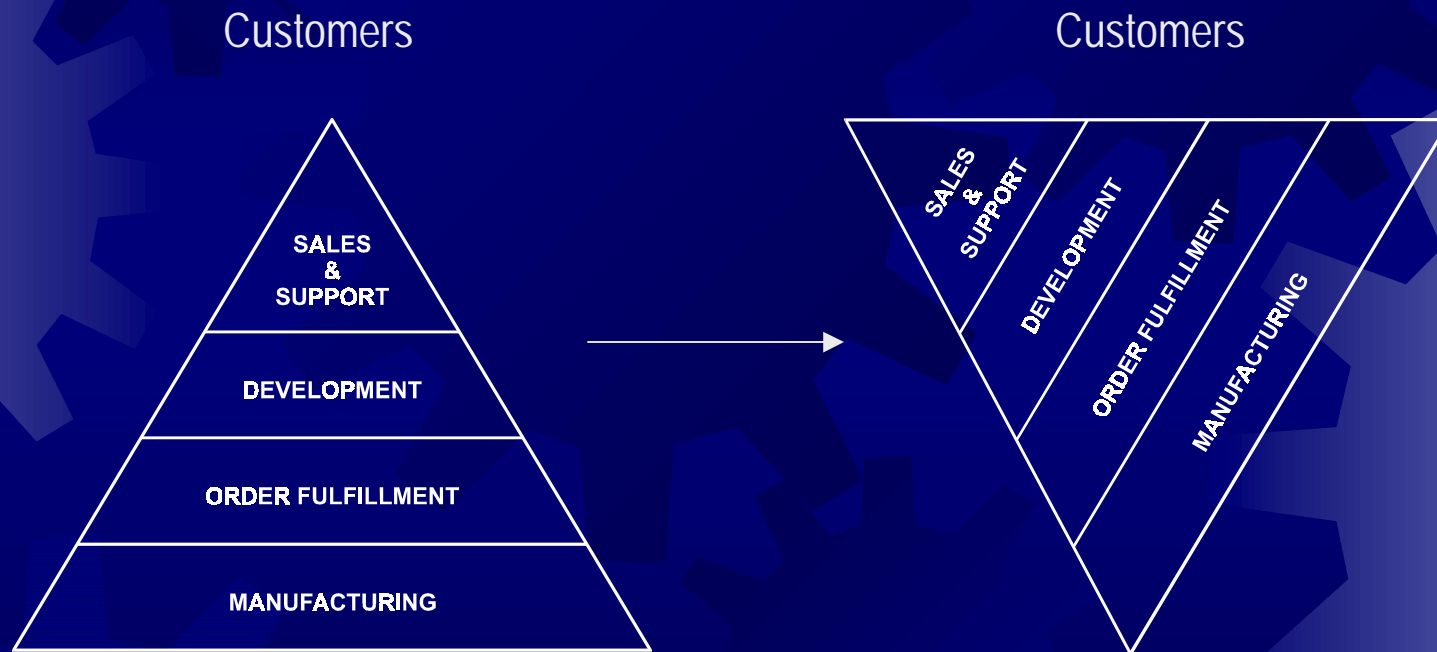 Customers
SALES
&
SUPPORT
DEVELOPMENT
ORDER FULFILLMENT
MANUFACTURING
Customers
SALES
&
SUPPORT
DEVELOPMENT
ORDER FULFILLMENT
MANUFACTURING